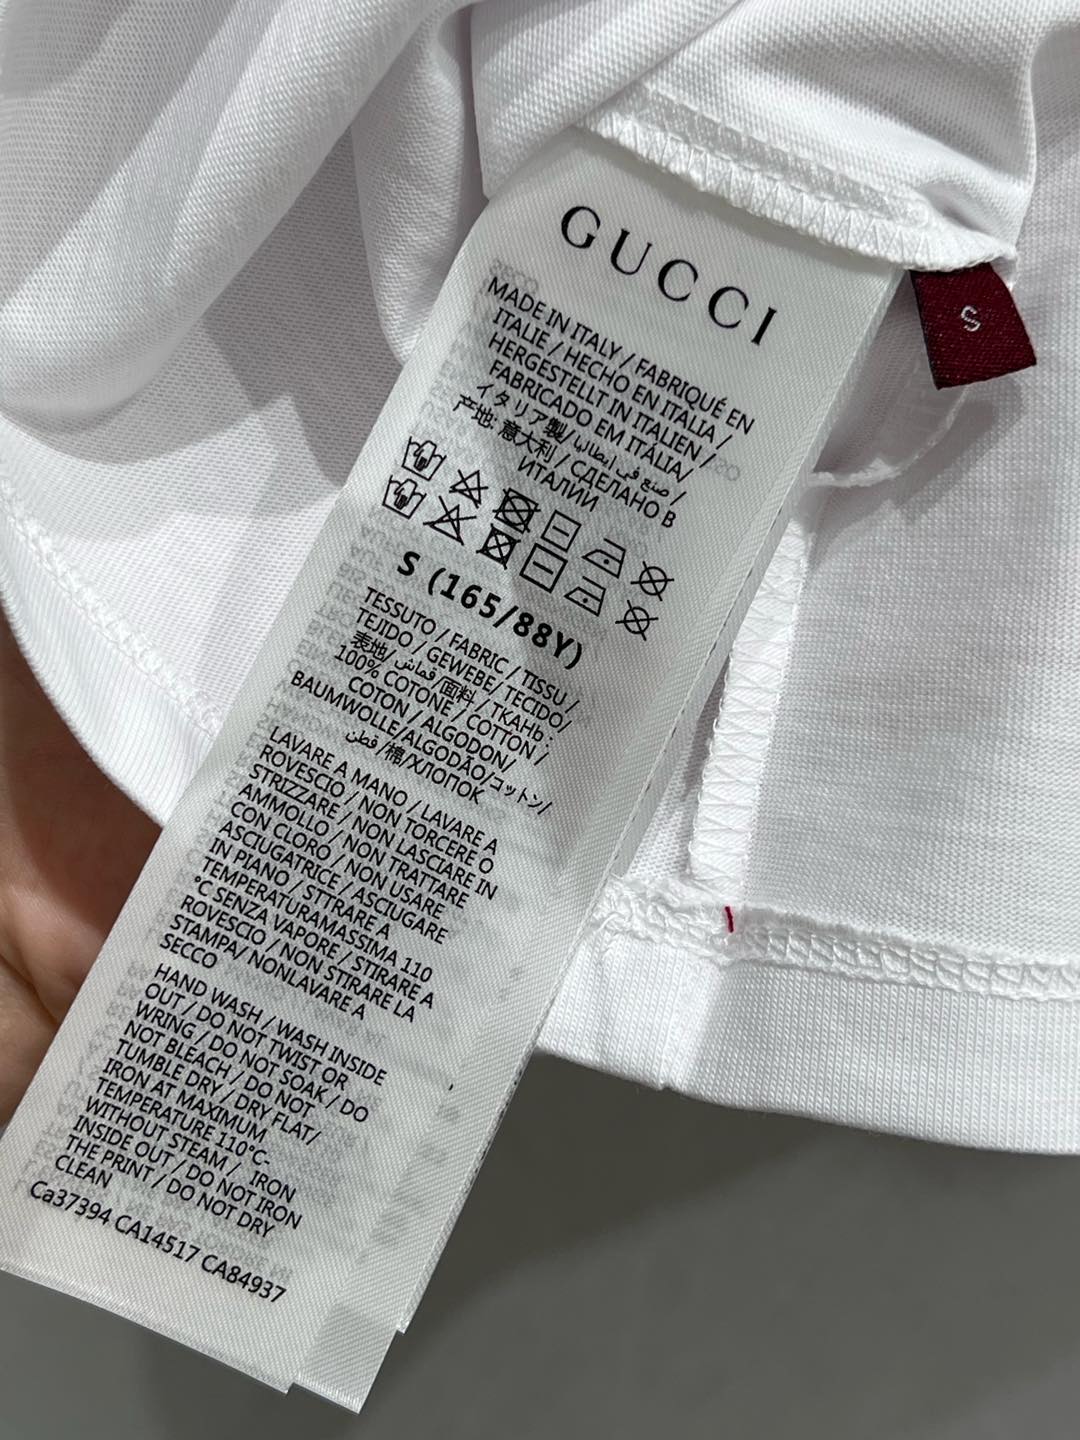 GUCCI
S
MADE IN ITALY / FABRIQUÉ EN
ITALIE / HECHO EN ITALIA /
HERGESTELLT IN ITALIEN /
FABRICADO EM ITÁLIA/
イタリア製/صنع في ايطاليا /
产地: 意大利 / СДЕЛАНО В
ИТАЛИИ
S (165/88Y)
TESSUTO / FABRIC / TISSU /
TEJIDO / GEWEBE/ TECIDO/
表地/قماش/面料 / ТКАНЬ :
100% COTONE / COTTON /
COTON / ALGODON/
BAUMWOLLE/ALGODÃO/コットン/
قطن /棉/ХЛОПОК
LAVARE A MANO / LAVARE A
ROVESCIO / NON TORCERE O
STRIZZARE / NON LASCIARE IN
AMMOLLO / NON TRATTARE
CON CLORO / NON USARE
ASCIUGATRICE / ASCIUGARE
IN PIANO / STTRARE A
TEMPERATURAMASSIMA 110
°C SENZA VAPORE / STIRARE A
ROVESCIO / NON STIRARE LA
STAMPA/ NONLAVARE A
SECCO
HAND WASH / WASH INSIDE
OUT / DO NOT TWIST OR
WRING / DO NOT SOAK / DO
NOT BLEACH / DO NOT
TUMBLE DRY / DRY FLAT/
IRON AT MAXIMUM
TEMPERATURE 110°C-
WITHOUT STEAM / IRON
INSIDE OUT / DO NOT IRON
THE PRINT / DO NOT DRY
CLEAN
Ca37394 CA14517 CA84937